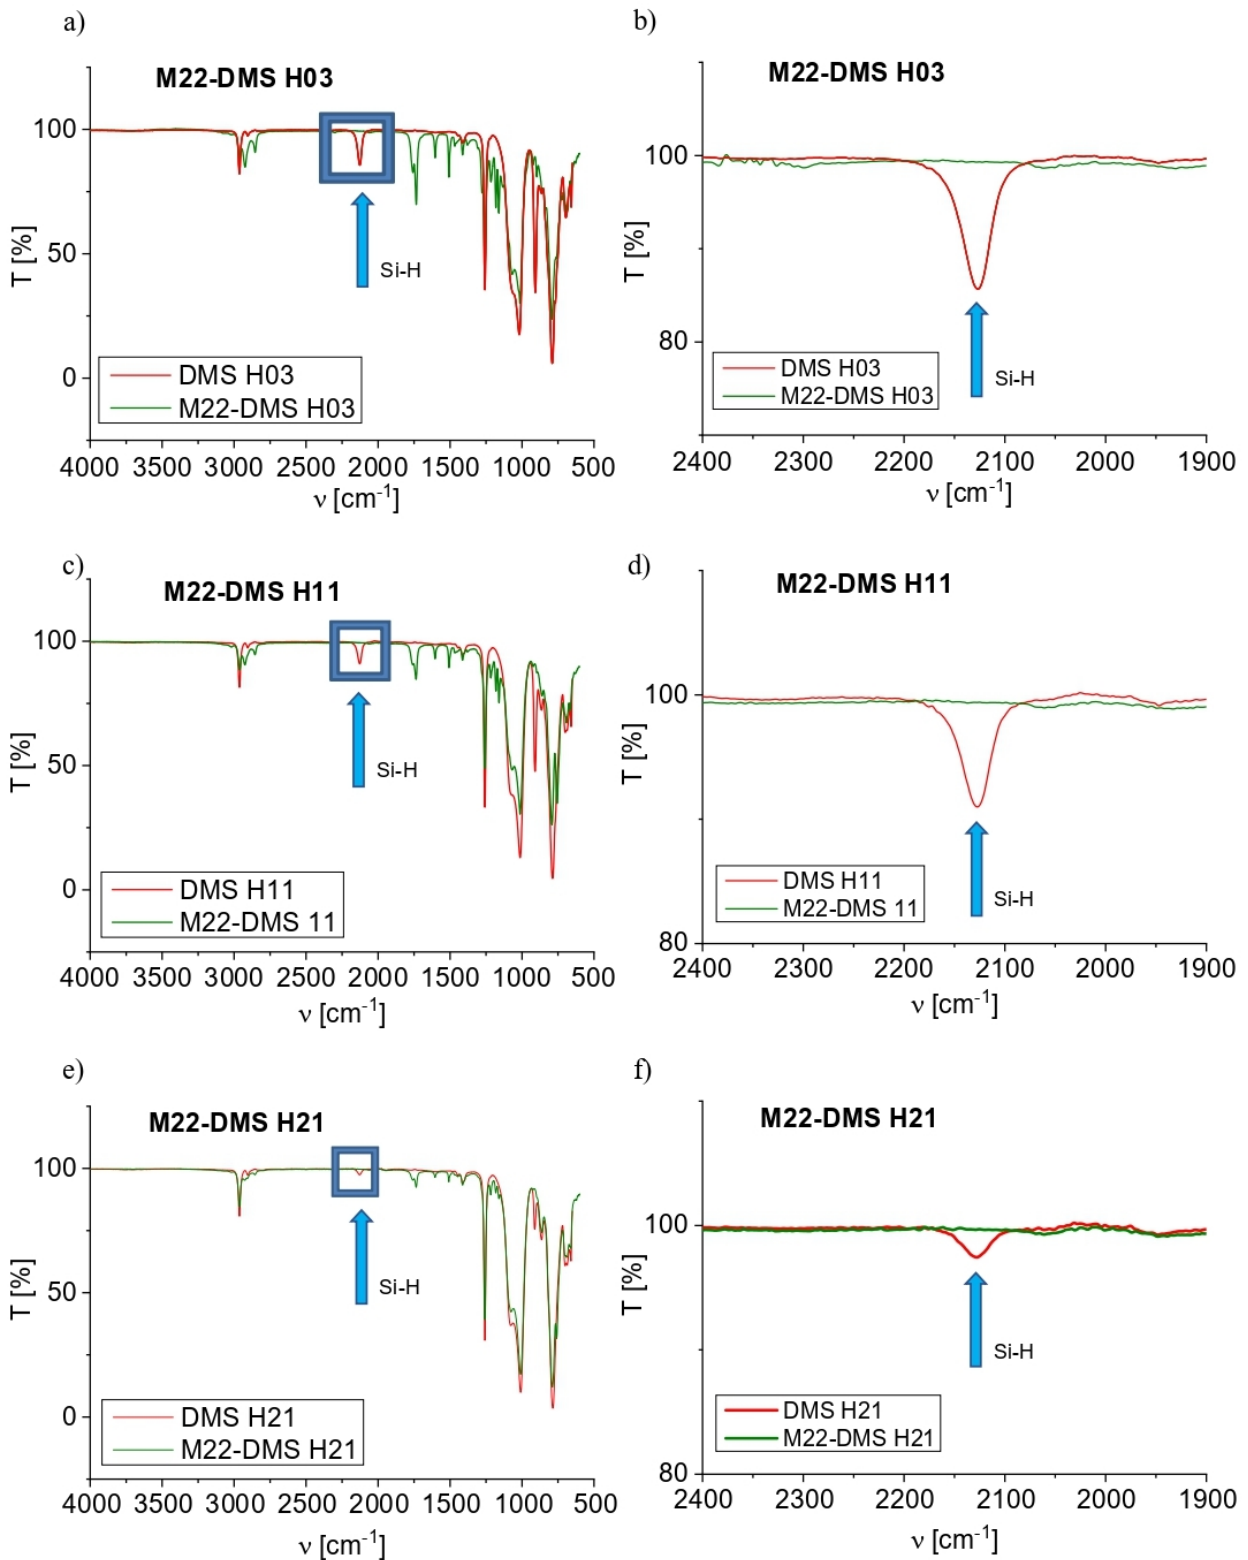 a)
M22-DMS H03
100
50
0
T [%]
Si-H
DMS H03
M22-DMS H03
4000 3500 3000 2500 2000 1500 1000 500
ν [cm-1]
b)
M22-DMS H03
100
80
T [%]
Si-H
DMS H03
M22-DMS H03
2400 2300 2200 2100 2000 1900
ν [cm-1]
c)
M22-DMS H11
100
50
0
T [%]
Si-H
DMS H11
M22-DMS 11
4000 3500 3000 2500 2000 1500 1000 500
ν [cm-1]
d)
M22-DMS H11
100
80
T [%]
Si-H
DMS H11
M22-DMS 11
2400 2300 2200 2100 2000 1900
ν [cm-1]
e)
M22-DMS H21
100
50
0
T [%]
Si-H
DMS H21
M22-DMS H21
4000 3500 3000 2500 2000 1500 1000 500
ν [cm-1]
f)
M22-DMS H21
100
80
T [%]
Si-H
DMS H21
M22-DMS H21
2400 2300 2200 2100 2000 1900
ν [cm-1]